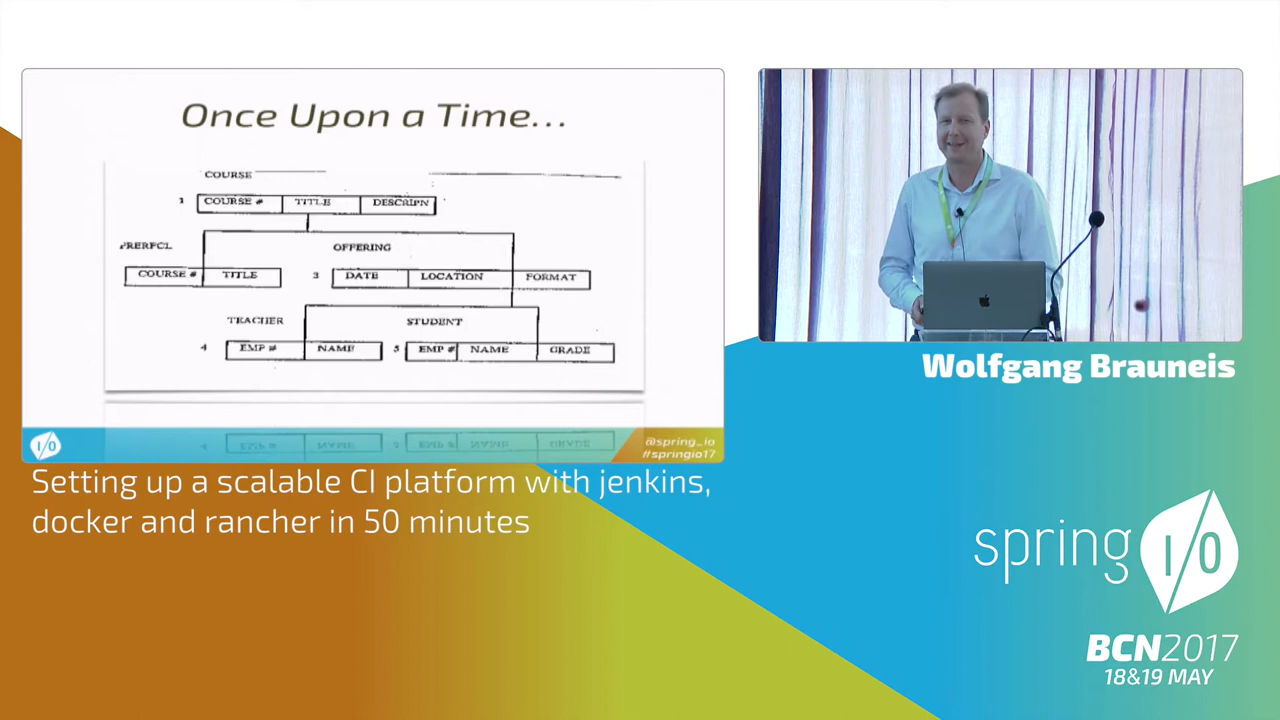 Once Upon a Time...
COURSE
1 COURSE # TITLE DESCRIPN
OFFERING
COURSE # TITLE 3 DATE LOCATION FORMAT
TEACHER STUDENT
4 EMP # NAME 5 EMP # NAME GRADE
I/O
@spring_io
#springio17
Setting up a scalable CI platform with jenkins,
docker and rancher in 50 minutes
Wolfgang Brauneis
spring I/O
BCN2017
18&19 MAY